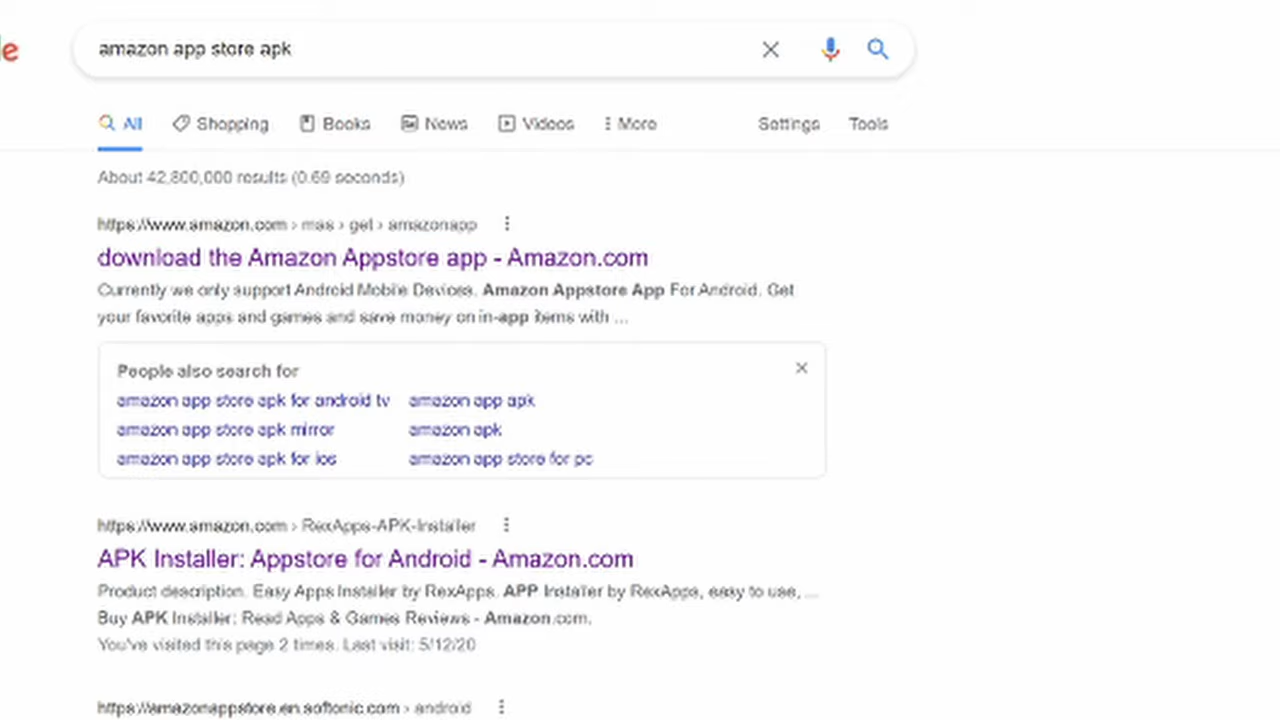 le
amazon app store apk
All Shopping Books News Videos More Settings Tools
About 42,800,000 results (0.69 seconds)
https://www.amazon.com › mas › get › amazonapp
download the Amazon Appstore app - Amazon.com
Currently we only support Android Mobile Devices. Amazon Appstore App For Android. Get
your favorite apps and games and save money on in-app items with ...
People also search for
amazon app store apk for android tv amazon app apk
amazon app store apk mirror amazon apk
amazon app store apk for ios amazon app store for pc
https://www.amazon.com › RexApps-APK-Installer
APK Installer: Appstore for Android - Amazon.com
Product description. Easy Apps Installer by RexApps. APP Installer by RexApps, easy to use, ...
Buy APK Installer: Read Apps & Games Reviews - Amazon.com.
You've visited this page 2 times. Last visit: 5/12/20
https://amazonappstore.en.softonic.com › android